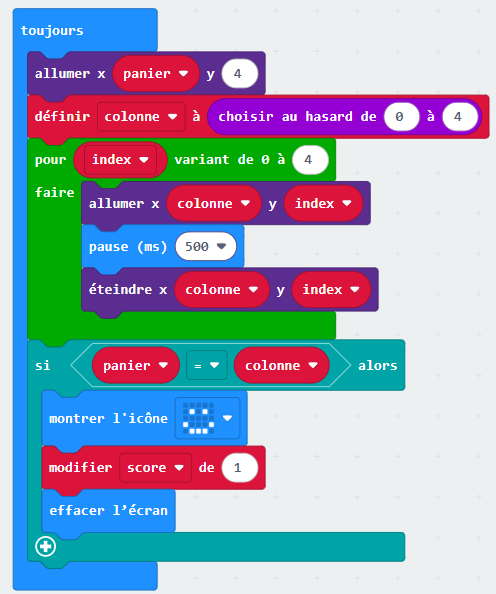 toujours
allumer x panier y 4
définir colonne à choisir au hasard de 0 à 4
pour index variant de 0 à 4
faire
allumer x colonne y index
pause (ms) 500
éteindre x colonne y index
si panier = colonne alors
montrer l'icône
modifier score de 1
effacer l’écran